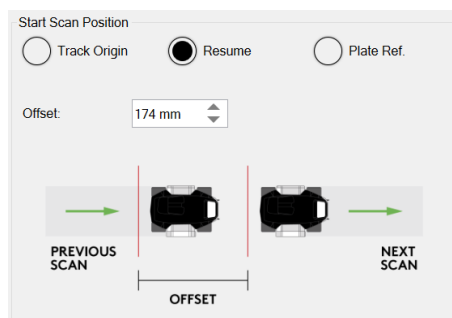 Start Scan Position
Track Origin Resume Plate Ref.
Offset: 174 mm
PREVIOUS NEXT
SCAN SCAN
OFFSET